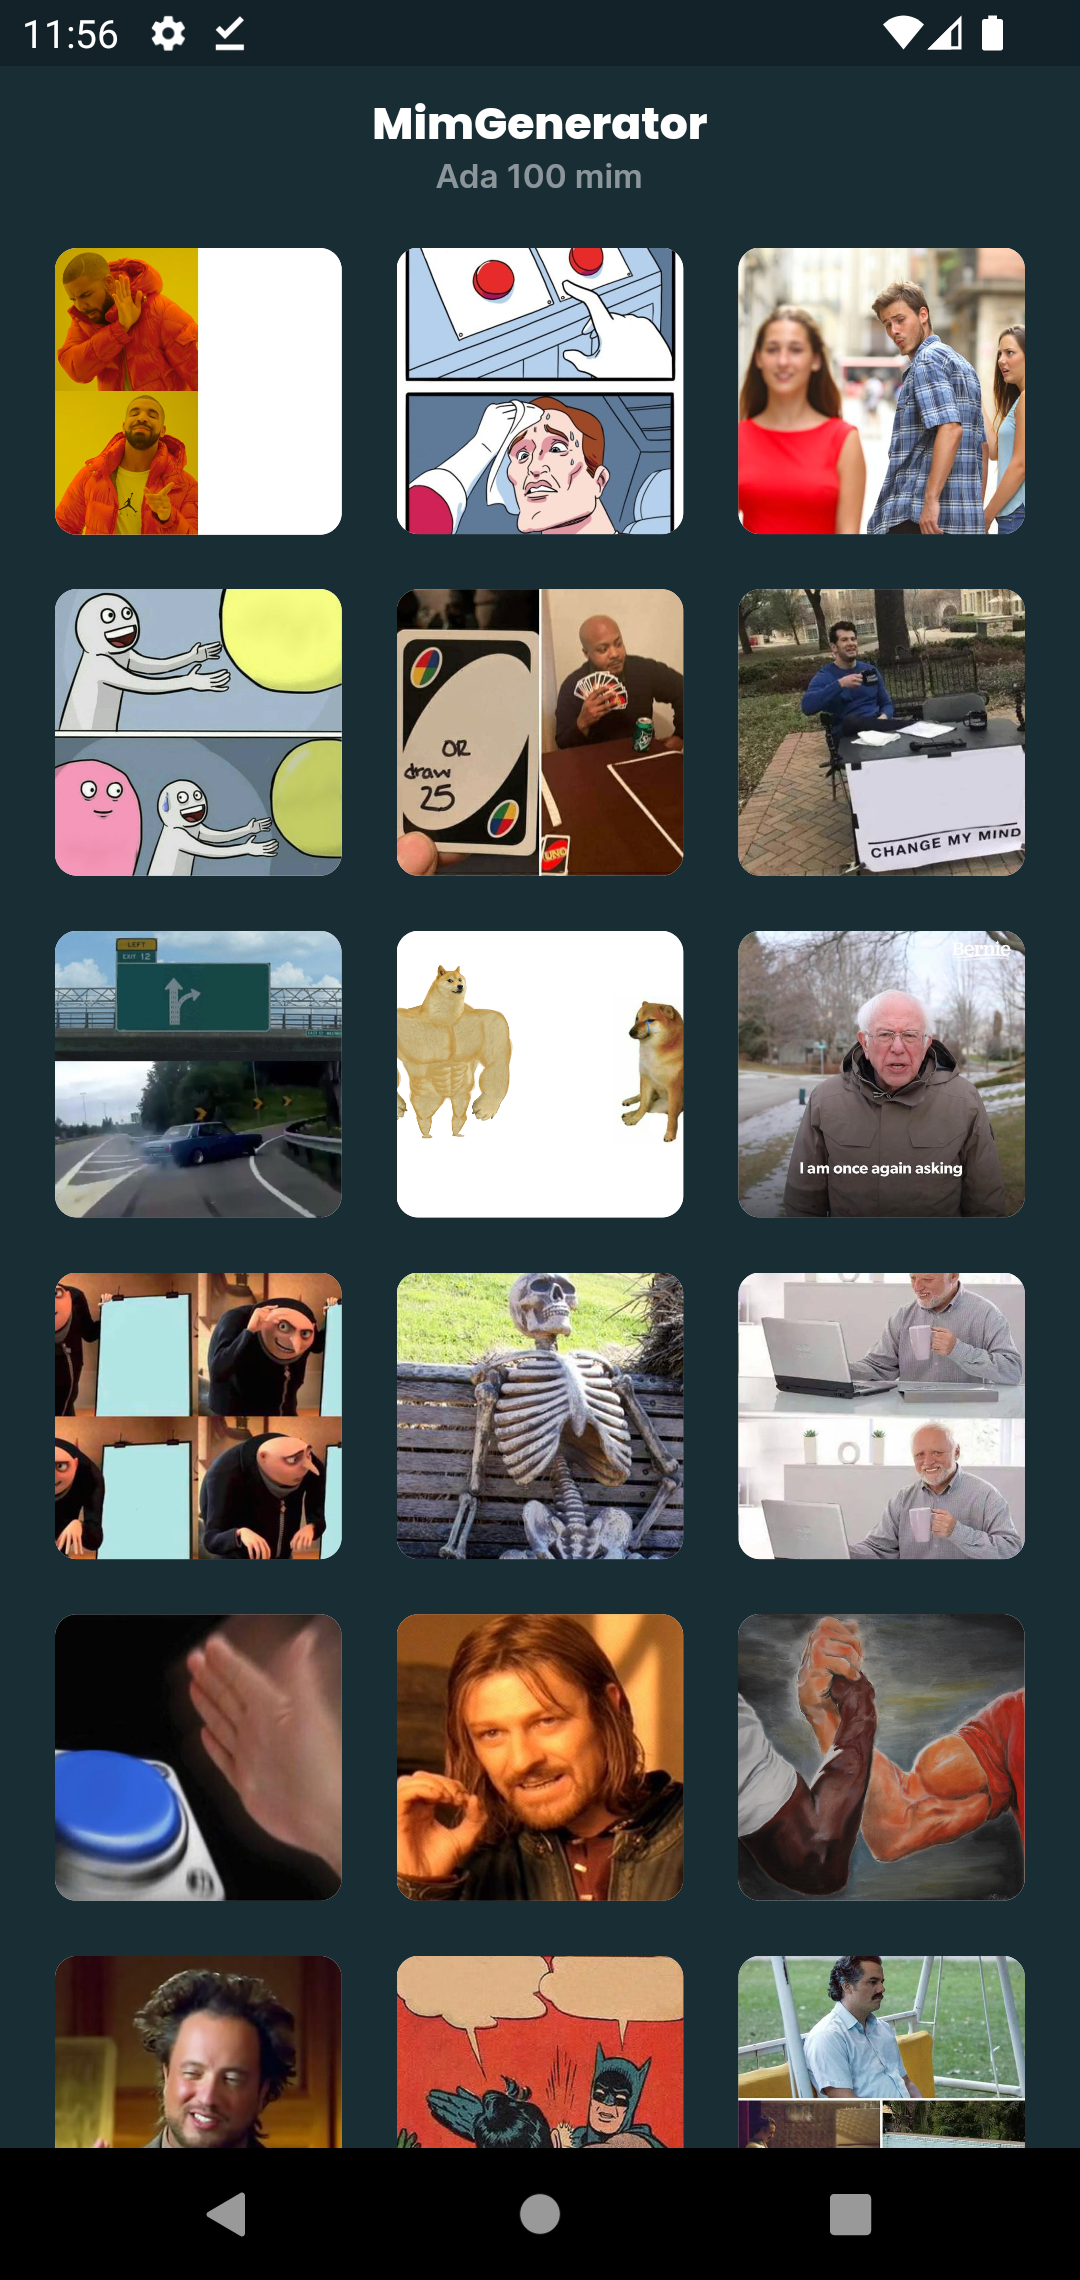 11:56
MimGenerator
Ada 100 mim
OR
draw
25
UNO
CHANGE MY MIND
LEFT
EXIT 12
Bernie
I am once again asking